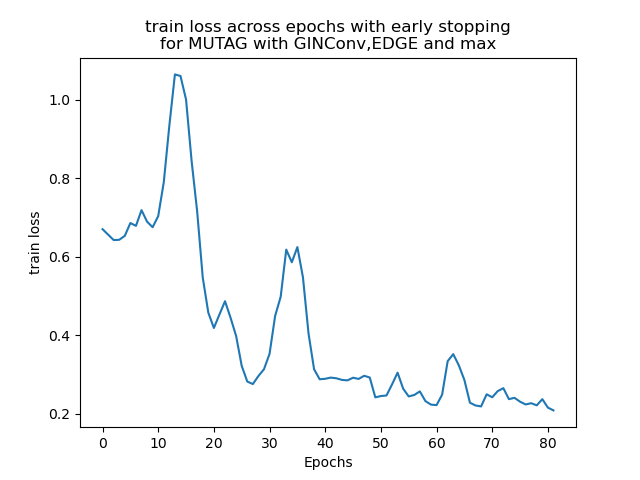 train loss across epochs with early stopping
for MUTAG with GINConv,EDGE and max
1.0
0.8
0.6
0.4
0.2
train loss
0 10 20 30 40 50 60 70 80
Epochs